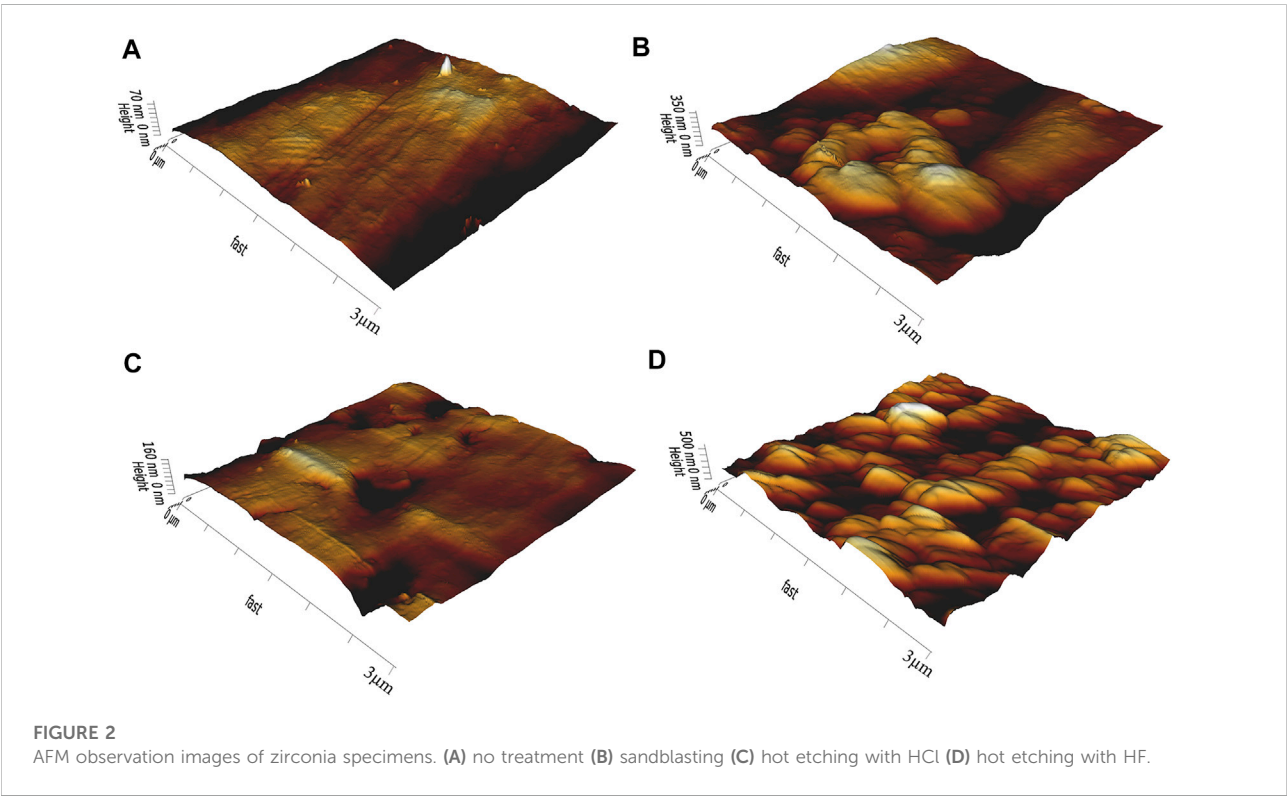 A
70 nm 0 nm
Height
0 µm
fast
3µm
B
350 nm 0 nm
Height
0 µm
fast
3µm
C
160 nm 0 nm
Height
0 µm
fast
3µm
D
500 nm 0 nm
Height
0 µm
fast
3µm
FIGURE 2
AFM observation images of zirconia specimens. (A) no treatment (B) sandblasting (C) hot etching with HCl (D) hot etching with HF.